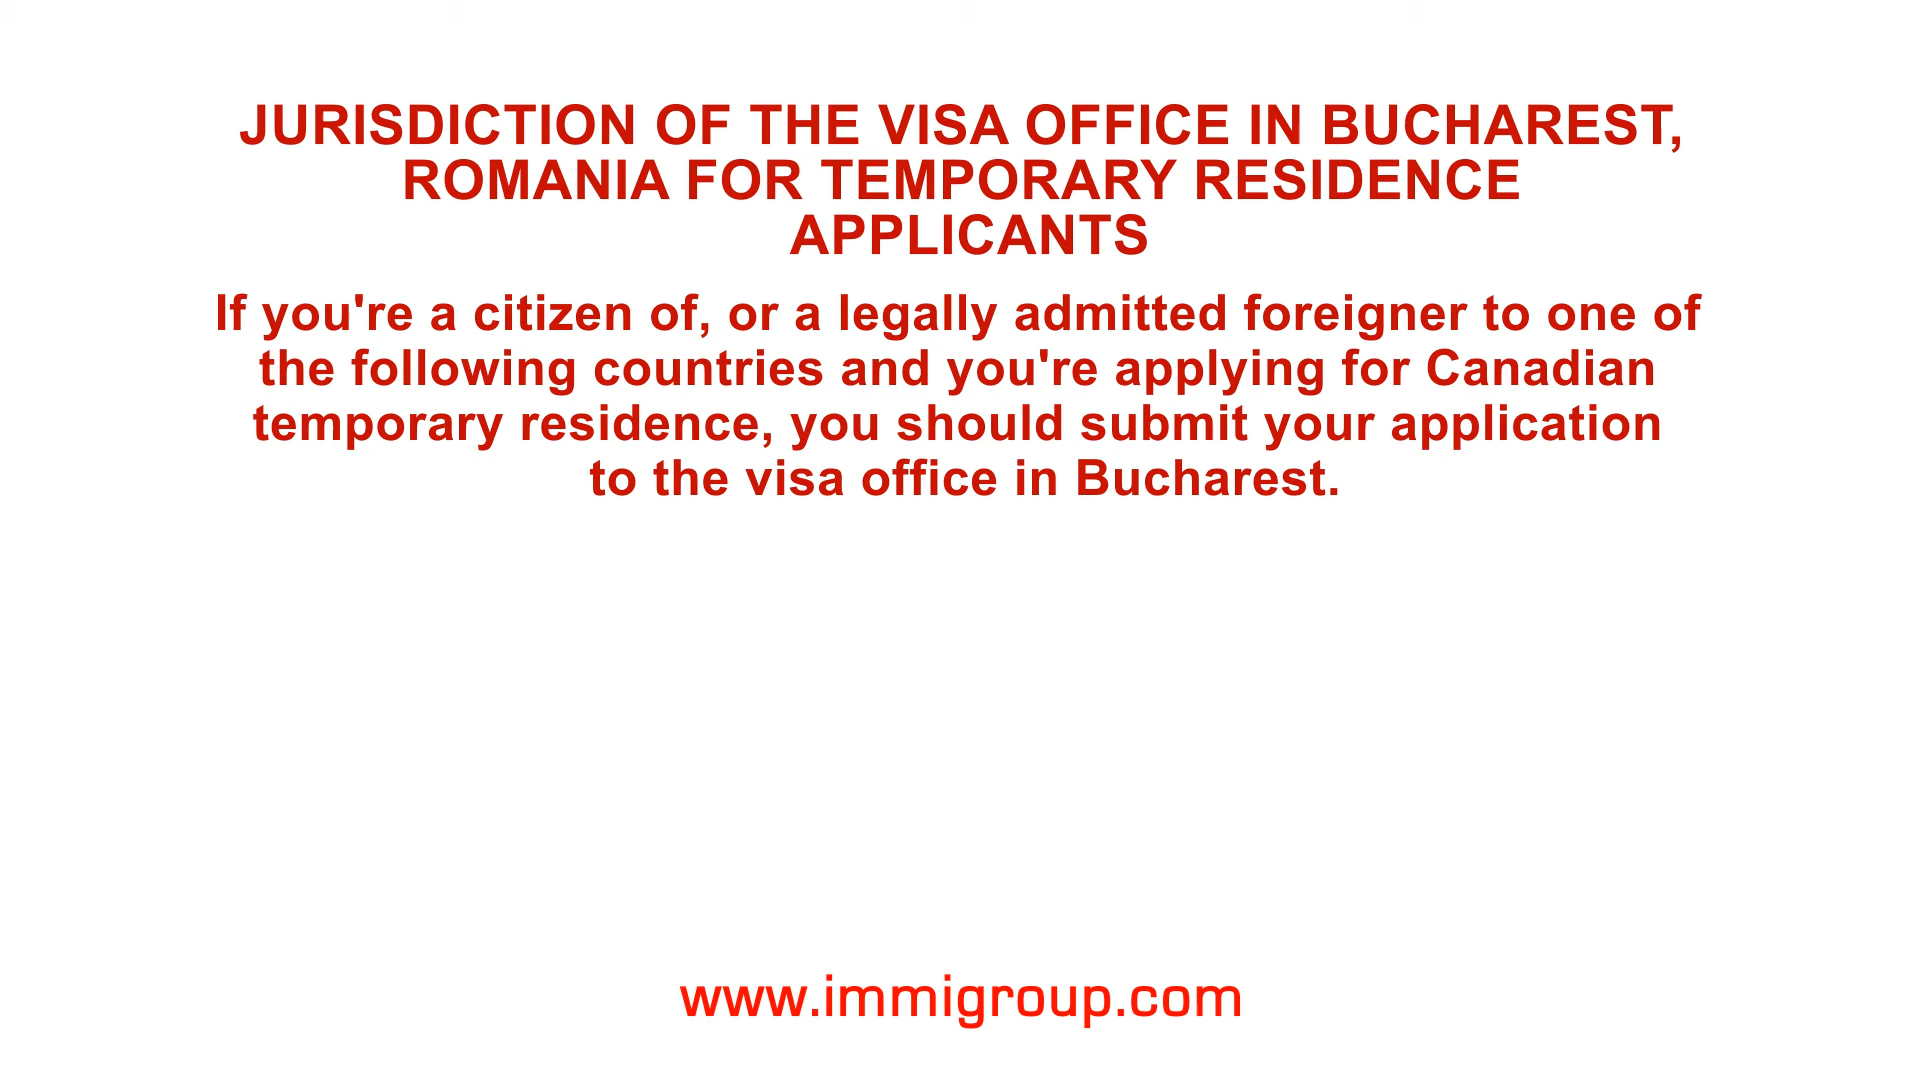 JURISDICTION OF THE VISA OFFICE IN BUCHAREST,
ROMANIA FOR TEMPORARY RESIDENCE
APPLICANTS
If you're a citizen of, or a legally admitted foreigner to one of
the following countries and you're applying for Canadian
temporary residence, you should submit your application
to the visa office in Bucharest.
www.immigroup.com